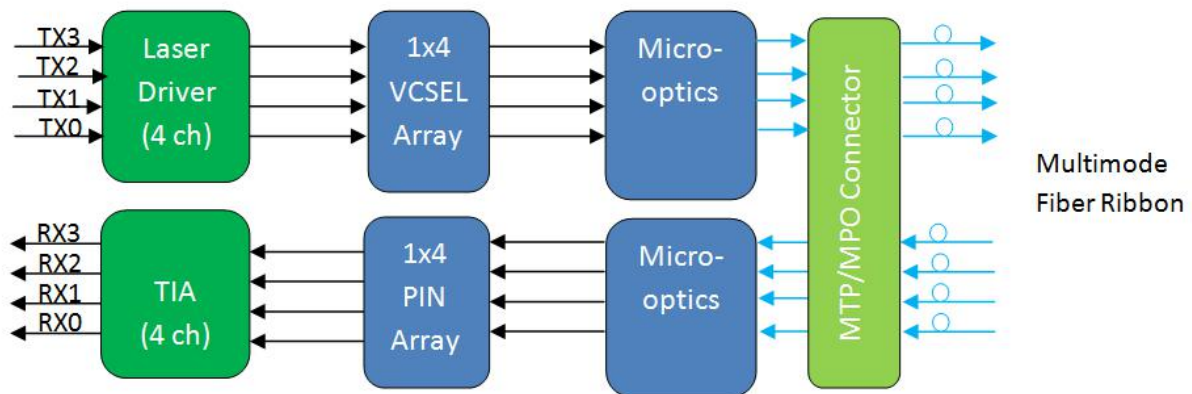 TX3
TX2
TX1
TX0
Laser
Driver
(4 ch)
1x4
VCSEL
Array
Micro-
optics
MTP/MPO Connector
Multimode
Fiber Ribbon
RX3
RX2
RX1
RX0
TIA
(4 ch)
1x4
PIN
Array
Micro-
optics